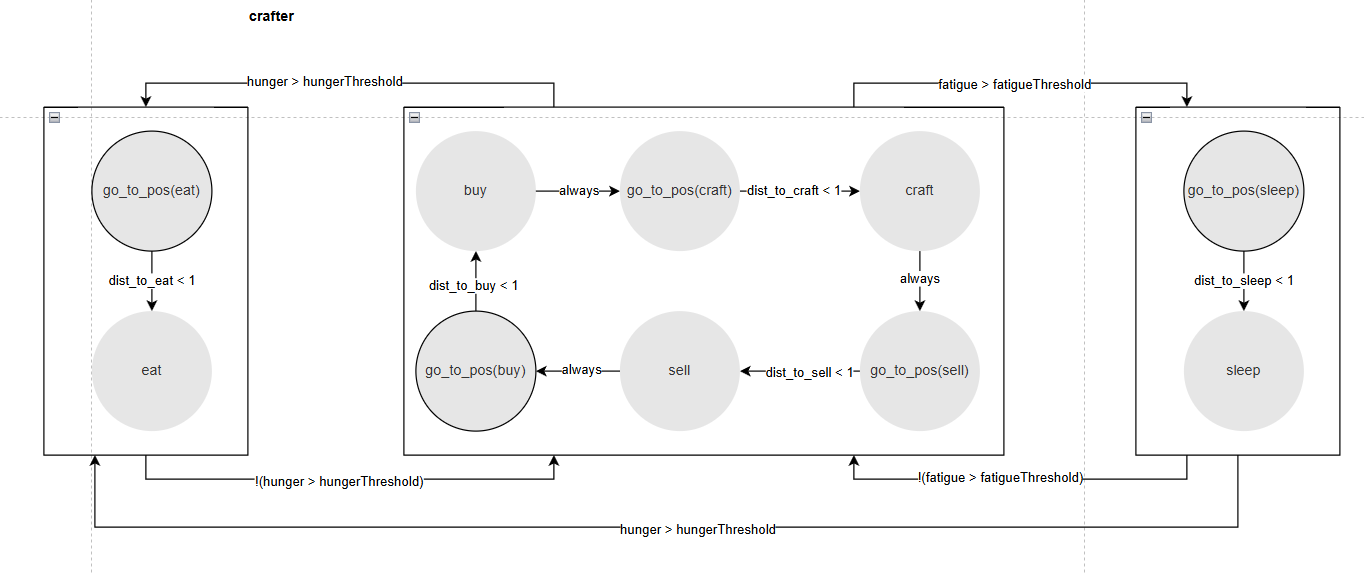 crafter
hunger > hungerThreshold
fatigue > fatigueThreshold
go_to_pos(eat)
buy
always
go_to_pos(craft)
dist_to_craft < 1
craft
go_to_pos(sleep)
dist_to_eat < 1
dist_to_buy < 1
always
dist_to_sleep < 1
eat
go_to_pos(buy)
always
sell
dist_to_sell < 1
go_to_pos(sell)
sleep
!(hunger > hungerThreshold)
!(fatigue > fatigueThreshold)
hunger > hungerThreshold